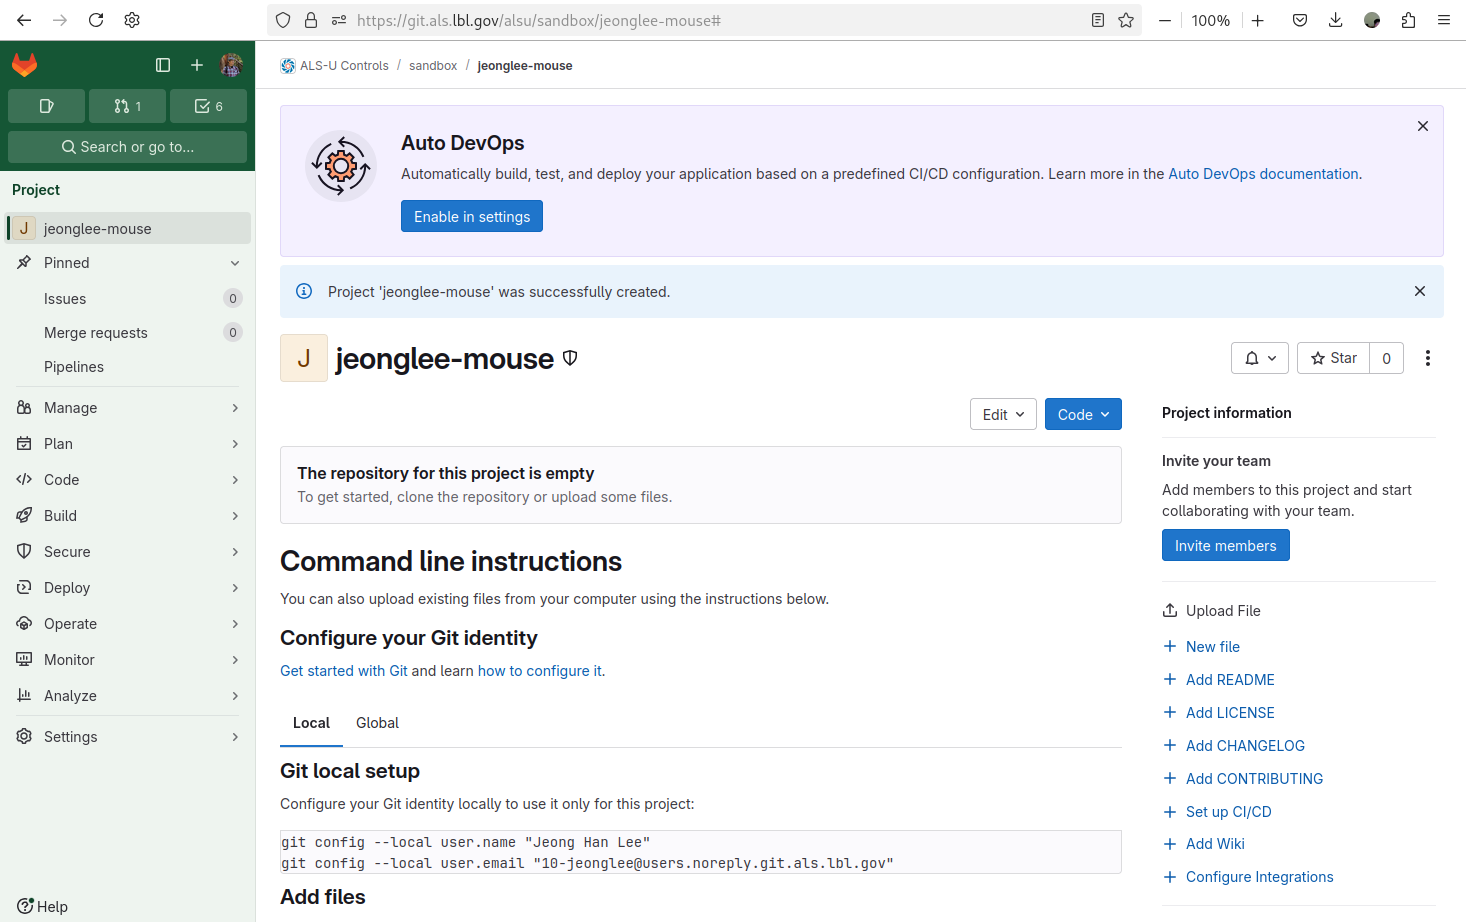 https://git.als.lbl.gov/alsu/sandbox/jeonglee-mouse#
100%
1
6
Search or go to...
Project
J jeonglee-mouse
Pinned
Issues 0
Merge requests 0
Pipelines
Manage
Plan
Code
Build
Secure
Deploy
Operate
Monitor
Analyze
Settings
Help
ALS-U Controls / sandbox / jeonglee-mouse
Auto DevOps
Automatically build, test, and deploy your application based on a predefined CI/CD configuration. Learn more in the Auto DevOps documentation.
Enable in settings
Project 'jeonglee-mouse' was successfully created.
J jeonglee-mouse
Star 0
Edit
Code
The repository for this project is empty
To get started, clone the repository or upload some files.
Command line instructions
You can also upload existing files from your computer using the instructions below.
Configure your Git identity
Get started with Git and learn how to configure it.
Local Global
Git local setup
Configure your Git identity locally to use it only for this project:
git config --local user.name "Jeong Han Lee"
git config --local user.email "10-jeonglee@users.noreply.git.als.lbl.gov"
Add files
Project information
Invite your team
Add members to this project and start
collaborating with your team.
Invite members
Upload File
New file
Add README
Add LICENSE
Add CHANGELOG
Add CONTRIBUTING
Set up CI/CD
Add Wiki
Configure Integrations